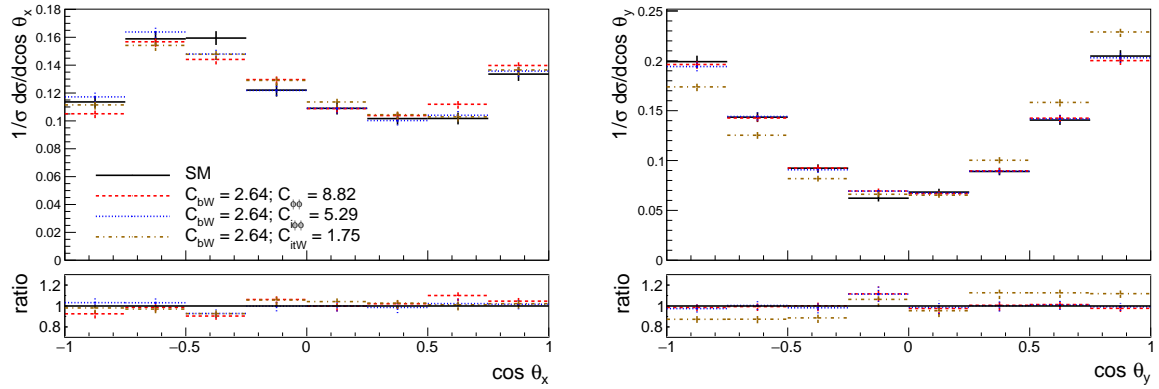 1/σ dσ/dcos θx
0.18
0.16
0.14
0.12
0.1
0.08
0.06
0.04
0.02
0
SM
CbW = 2.64; Cϕϕ = 8.82
CbW = 2.64; Ciϕϕ = 5.29
CbW = 2.64; CitW = 1.75
ratio
1.2
1
0.8
−1 −0.5 0 0.5 1
cos θx
1/σ dσ/dcos θy
0.25
0.2
0.15
0.1
0.05
0
ratio
1.2
1
0.8
−1 −0.5 0 0.5 1
cos θy